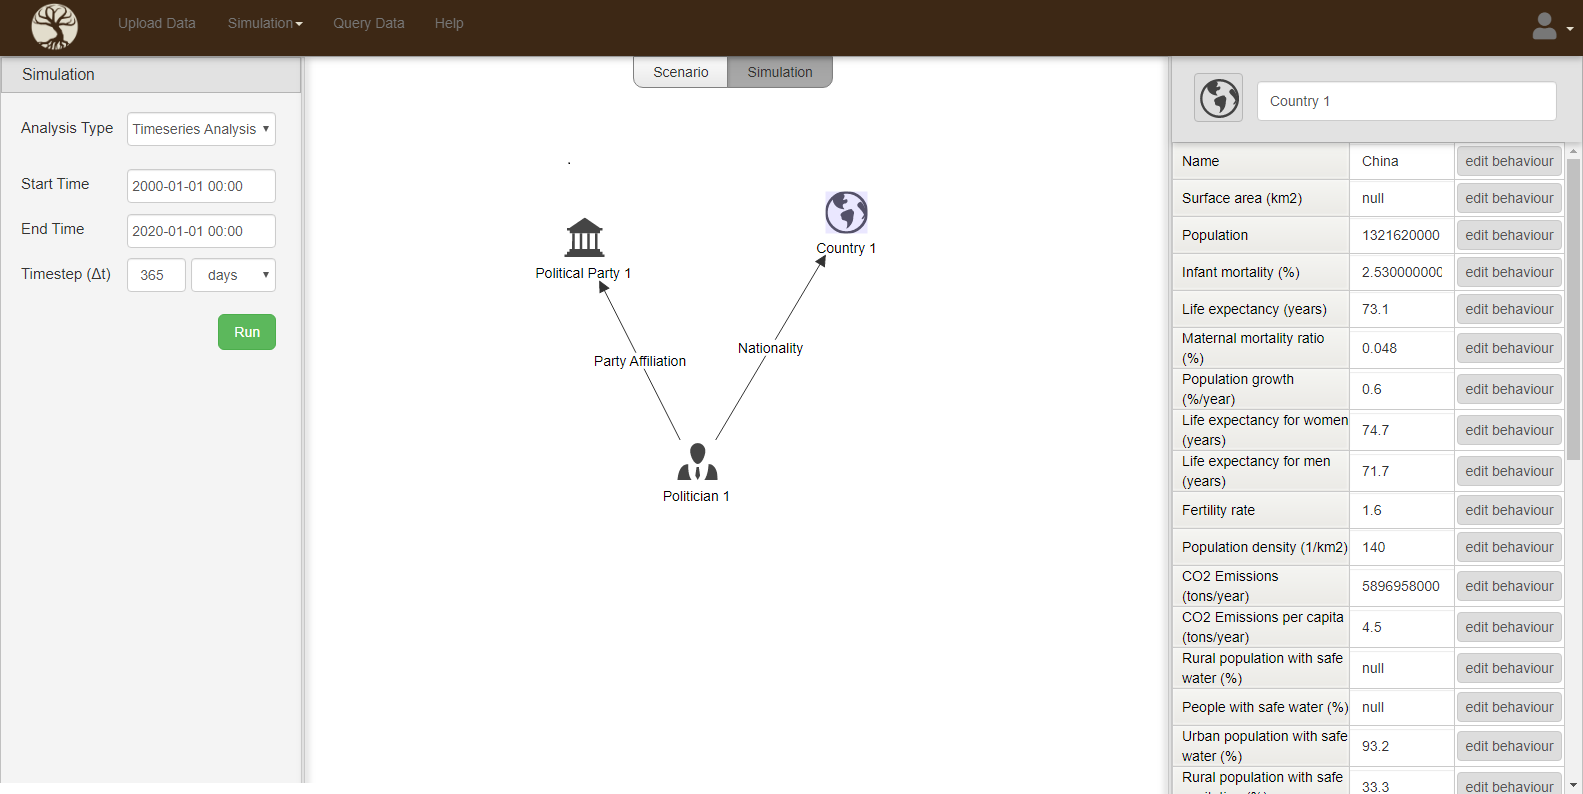 Upload Data Simulation Query Data Help
Simulation
Analysis Type Timeseries Analysis
Start Time 2000-01-01 00:00
End Time 2020-01-01 00:00
Timestep (Δt) 365 days
Run
Scenario Simulation
.
Political Party 1
Country 1
Party Affiliation
Nationality
Politician 1
Country 1
Name China edit behaviour
Surface area (km2) null edit behaviour
Population 1321620000 edit behaviour
Infant mortality (%) 2.530000000 edit behaviour
Life expectancy (years) 73.1 edit behaviour
Maternal mortality ratio
(%) 0.048 edit behaviour
Population growth
(%/year) 0.6 edit behaviour
Life expectancy for women
(years) 74.7 edit behaviour
Life expectancy for men
(years) 71.7 edit behaviour
Fertility rate 1.6 edit behaviour
Population density (1/km2) 140 edit behaviour
CO2 Emissions
(tons/year) 5896958000 edit behaviour
CO2 Emissions per capita
(tons/year) 4.5 edit behaviour
Rural population with safe
water (%) null edit behaviour
People with safe water (%) null edit behaviour
Urban population with safe
water (%) 93.2 edit behaviour
Rural population with safe
33.3 edit behaviour